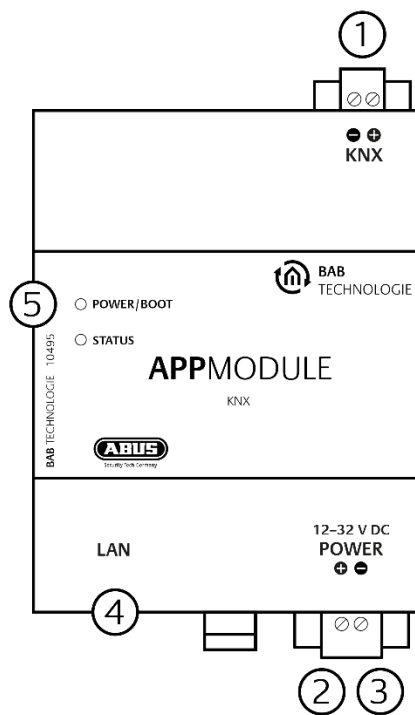 1
KNX
BAB
TECHNOLOGIE
5
POWER/BOOT
STATUS
BAB TECHNOLOGIE 10495
APPMODULE
KNX
ABUS
Security Tech Germany
12–32 V DC
LAN
POWER
4
2
3